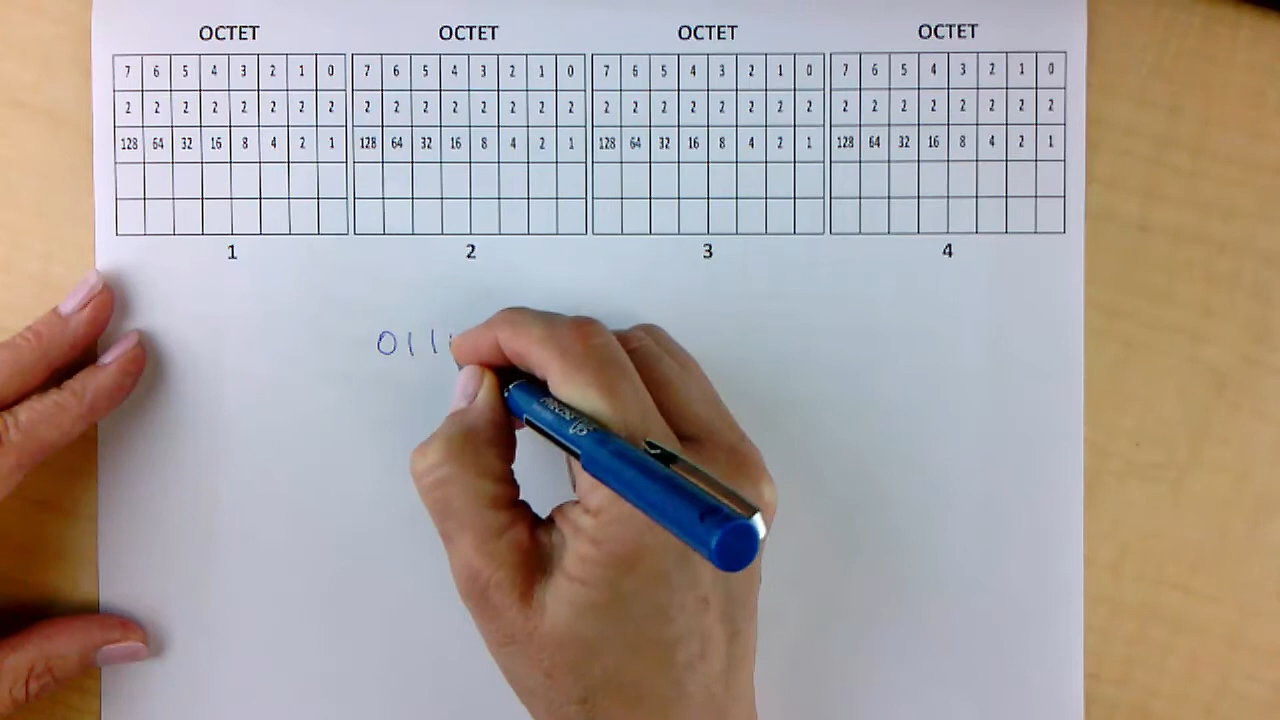 OCTET OCTET OCTET OCTET
7 6 5 4 3 2 1 0 7 6 5 4 3 2 1 0 7 6 5 4 3 2 1 0 7 6 5 4 3 2 1 0
2 2 2 2 2 2 2 2 2 2 2 2 2 2 2 2 2 2 2 2 2 2 2 2 2 2 2 2 2 2 2 2
128 64 32 16 8 4 2 1 128 64 32 16 8 4 2 1 128 64 32 16 8 4 2 1 128 64 32 16 8 4 2 1
1 2 3 4
011